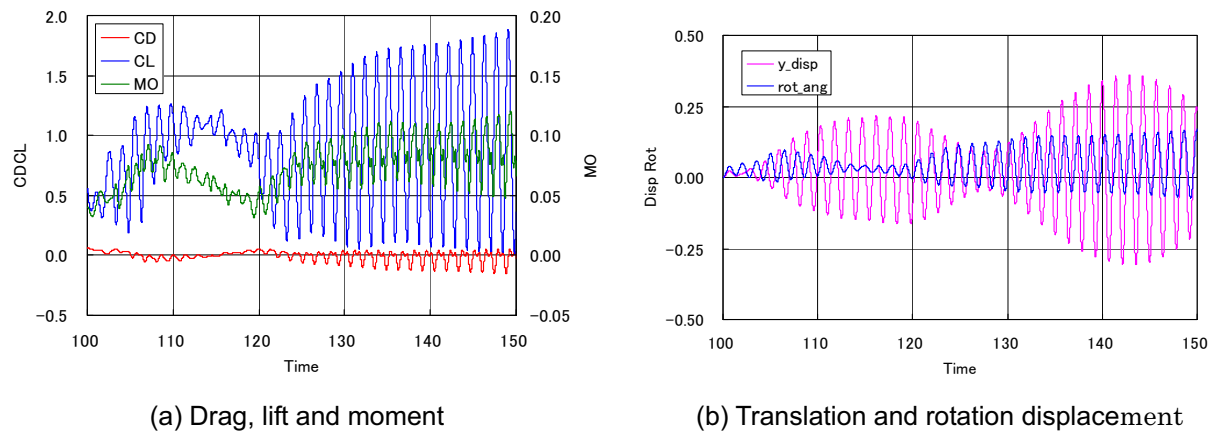 2.0
1.5
1.0
0.5
0.0
-0.5
CDCL
CD
CL
MO
0.20
0.15
0.10
0.05
0.00
-0.05
MO
100 110 120 130 140 150
Time
(a) Drag, lift and moment
0.50
0.25
0.00
-0.25
-0.50
Disp Rot
y_disp
rot_ang
100 110 120 130 140 150
Time
(b) Translation and rotation displacement